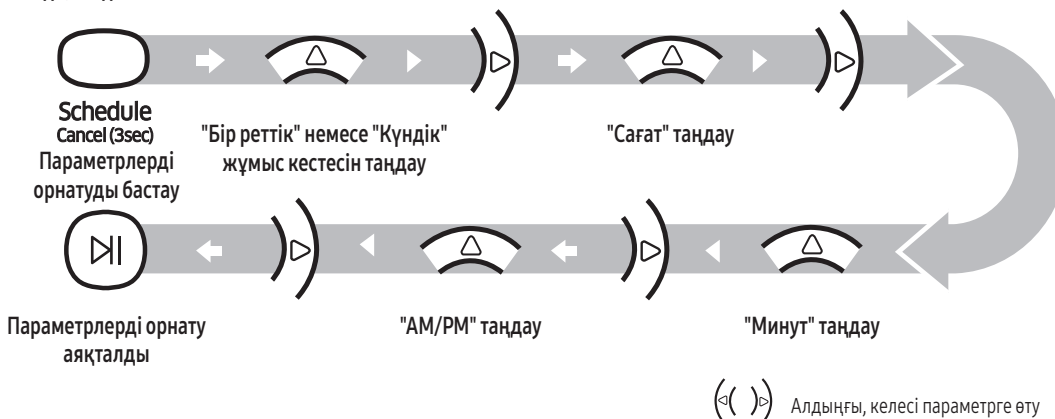 Schedule
Cancel (3sec)
Параметрлерді
орнатуды бастау
"Бір реттік" немесе "Күндік"
жұмыс кестесін таңдау
"Сағат" таңдау
"Минут" таңдау
"AM/PM" таңдау
Параметрлерді орнату
аяқталды
Алдыңғы, келесі параметрге өту